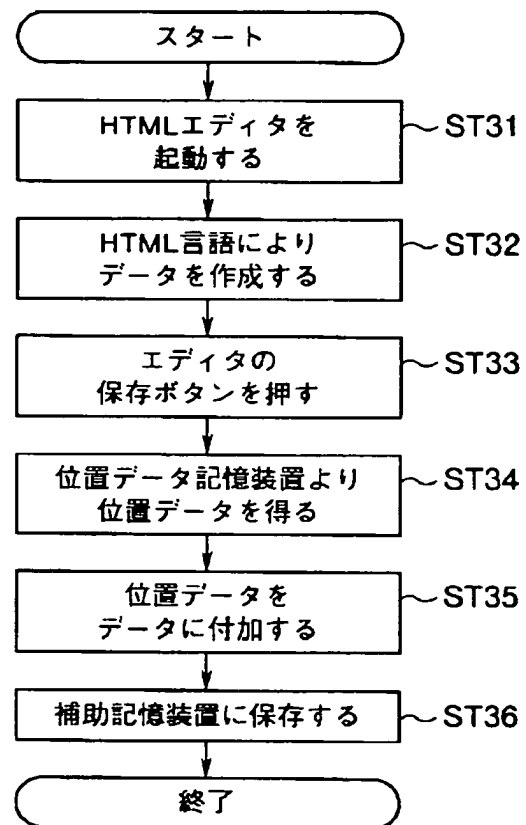 スタート
HTMLエディタを
起動する
ST31
HTML言語により
データを作成する
ST32
エディタの
保存ボタンを押す
ST33
位置データ記憶装置より
位置データを得る
ST34
位置データを
データに付加する
ST35
補助記憶装置に保存する
ST36
終了